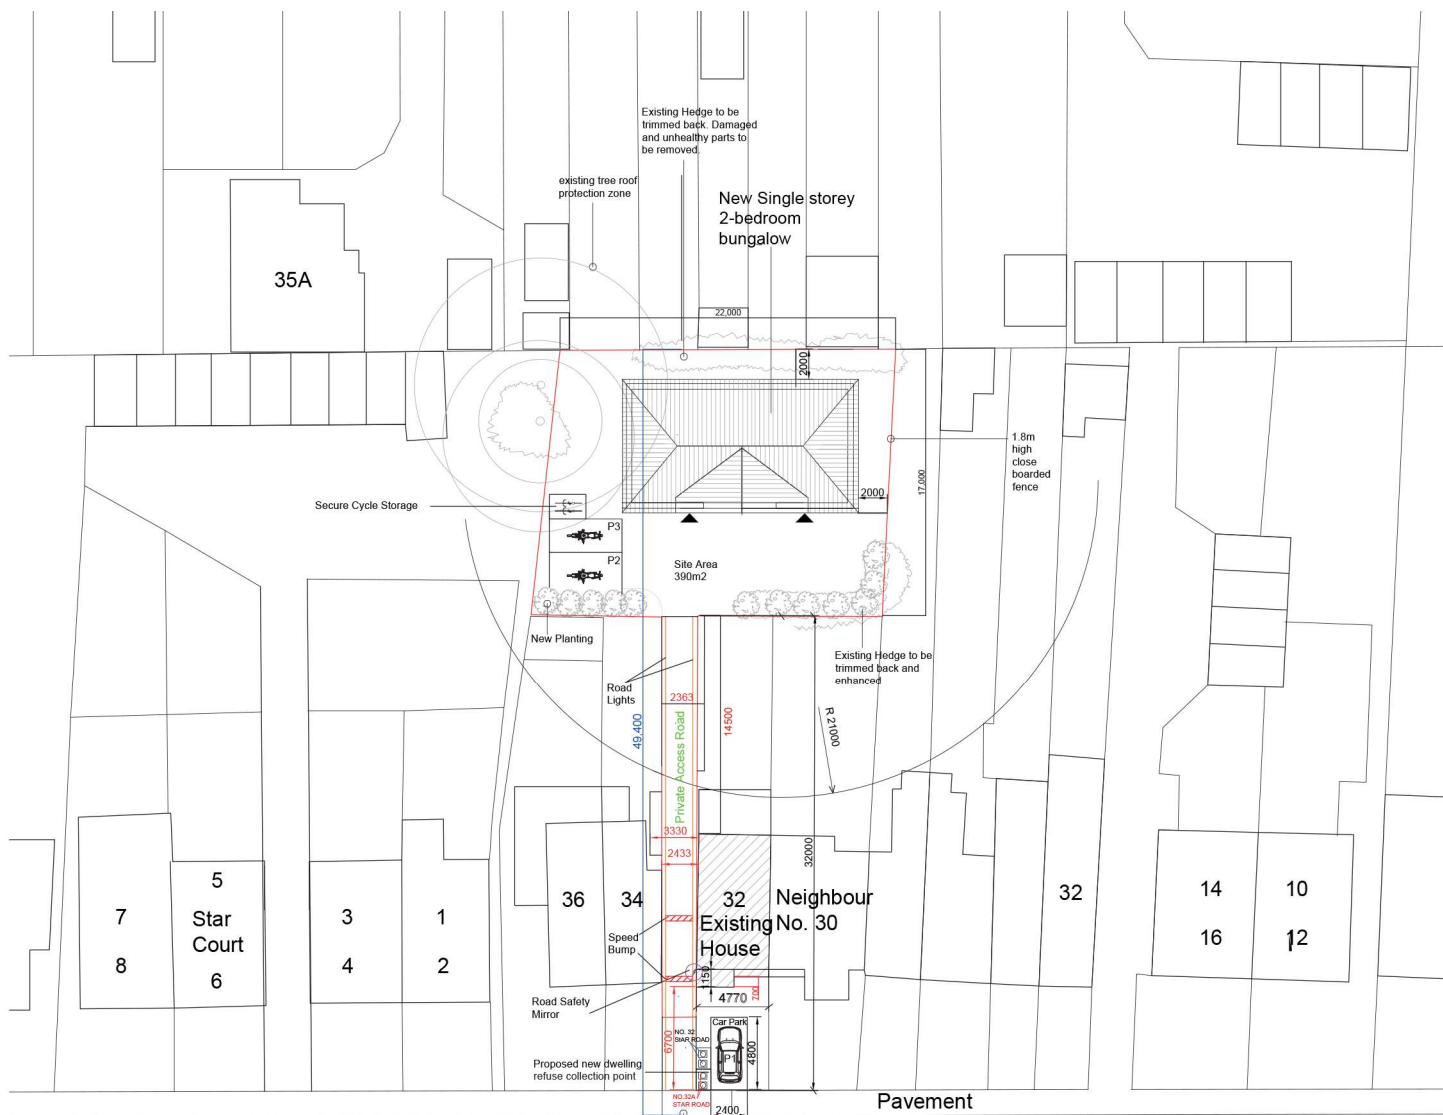 Existing Hedge to be
trimmed back. Damaged
and unhealthy parts to
be removed.
existing tree roof
protection zone
New Single storey
2-bedroom
bungalow
35A
22,000
2000
1.8m
high
close
boarded
fence
17,000
2000
Secure Cycle Storage
P3
P2
Site Area
390m2
New Planting
Existing Hedge to be
trimmed back and
enhanced
Road
Lights
2363
49.400
Private Access Road
14500
R.21000
3330
2433
32000
5
Star
Court
6
7
8
3
4
1
2
36
34
32
Existing
House
Neighbour
No. 30
32
14
10
16
12
Speed
Bump
150
700
4770
Road Safety
Mirror
6700
Car Park
NO. 32
StAR ROAD
P1
4800
Proposed new dwelling
refuse collection point
NO.32A
STAR ROAD
2400
Pavement